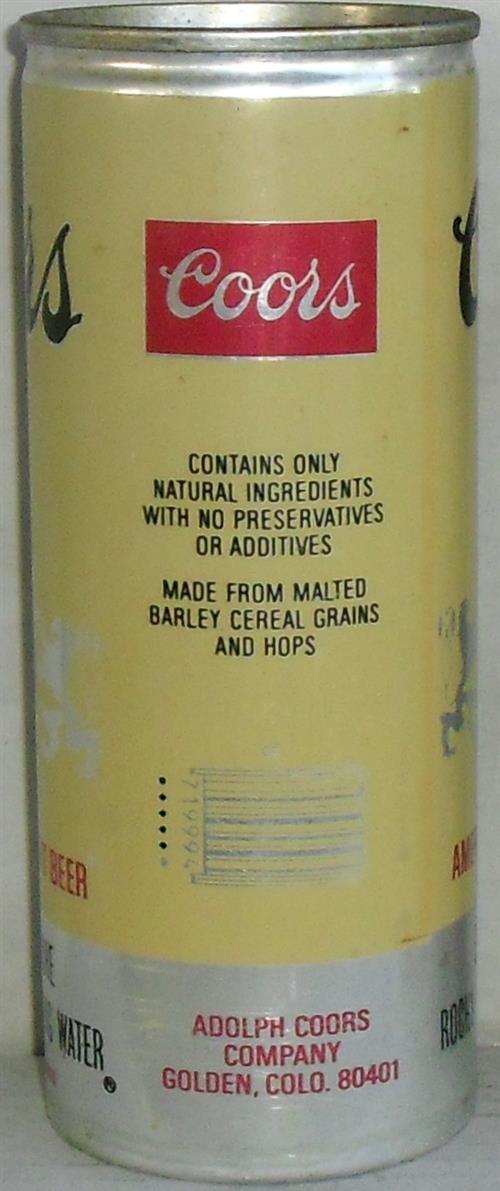 Coors
CONTAINS ONLY
NATURAL INGREDIENTS
WITH NO PRESERVATIVES
OR ADDITIVES
MADE FROM MALTED
BARLEY CEREAL GRAINS
AND HOPS
BEER
WATER
®
ADOLPH COORS
COMPANY
GOLDEN, COLO. 80401